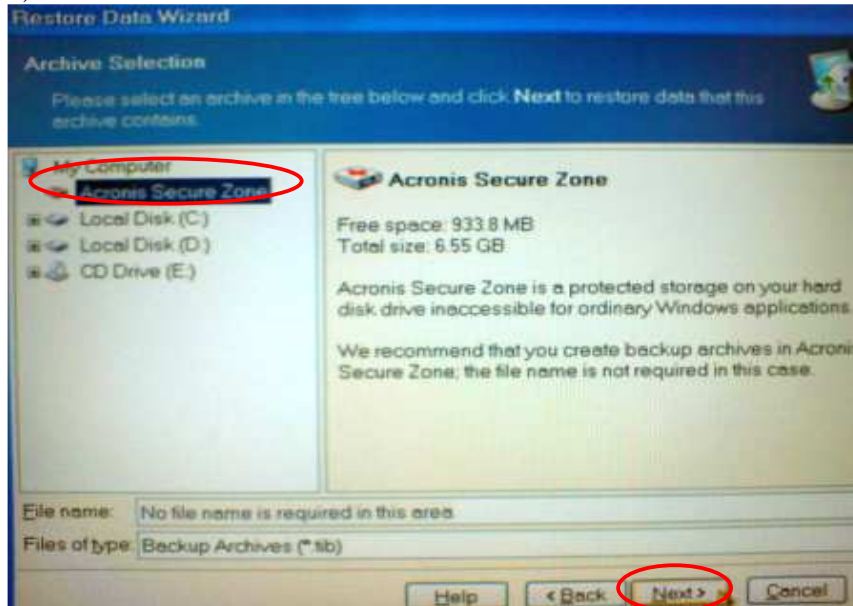 Restore Data Wizard
Archive Selection
Please select an archive in the tree below and click Next to restore data that this
archive contains.
My Computer
Acronis Secure Zone
Local Disk (C:)
Local Disk (D:)
CD Drive (E:)
Acronis Secure Zone
Free space: 933.8 MB
Total size: 6.55 GB
Acronis Secure Zone is a protected storage on your hard
disk drive inaccessible for ordinary Windows applications.
We recommend that you create backup archives in Acronis
Secure Zone; the file name is not required in this case.
File name: No file name is required in this area
Files of type: Backup Archives (*.tib)
Help < Back Next > Cancel